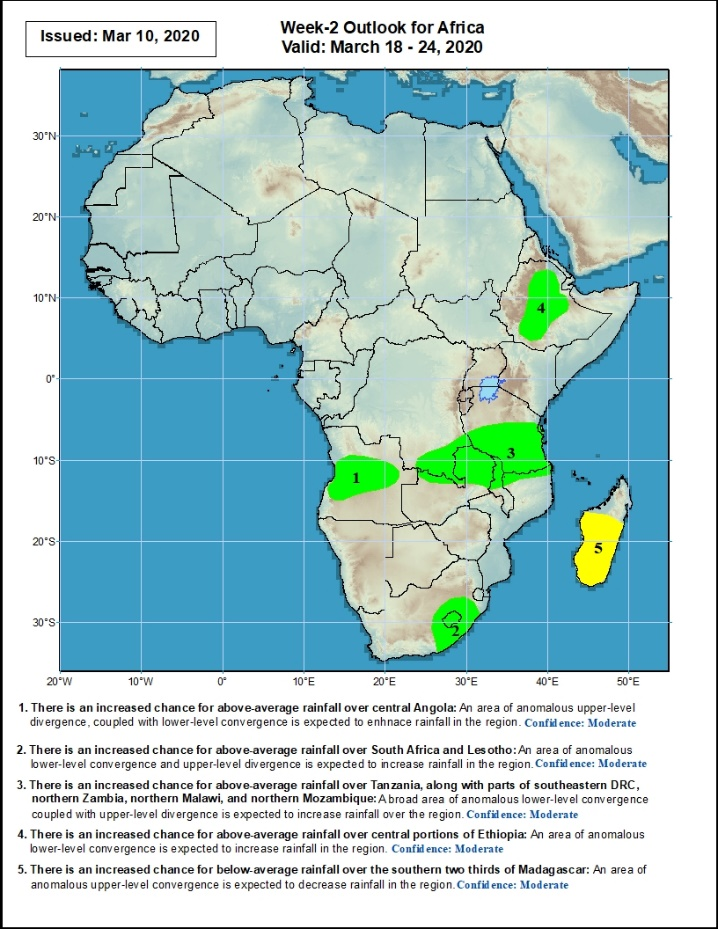 Issued: Mar 10, 2020
Week-2 Outlook for Africa
Valid: March 18 - 24, 2020
30°N
20°N
10°N
0°
10°S
20°S
30°S
4
3
1
5
2
20°W
10°W
0°
10°E
20°E
30°E
40°E
50°E
1. There is an increased chance for above-average rainfall over central Angola: An area of anomalous upper-level
divergence, coupled with lower-level convergence is expected to enhnace rainfall in the region. Confidence: Moderate
2. There is an increased chance for above-average rainfall over South Africa and Lesotho: An area of anomalous
lower-level convergence and upper-level divergence is expected to increase rainfall in the region. Confidence: Moderate
3. There is an increased chance for above-average rainfall over Tanzania, along with parts of southeastern DRC,
northern Zambia, northern Malawi, and northern Mozambique: A broad area of anomalous lower-level convergence
coupled with upper-level divergence is expected to increase rainfall over the region. Confidence: Moderate
4. There is an increased chance for above-average rainfall over central portions of Ethiopia: An area of anomalous
lower-level convergence is expected to increase rainfall in the region. Confidence: Moderate
5. There is an increased chance for below-average rainfall over the southern two thirds of Madagascar: An area of
anomalous upper-level convergence is expected to decrease rainfall in the region. Confidence: Moderate